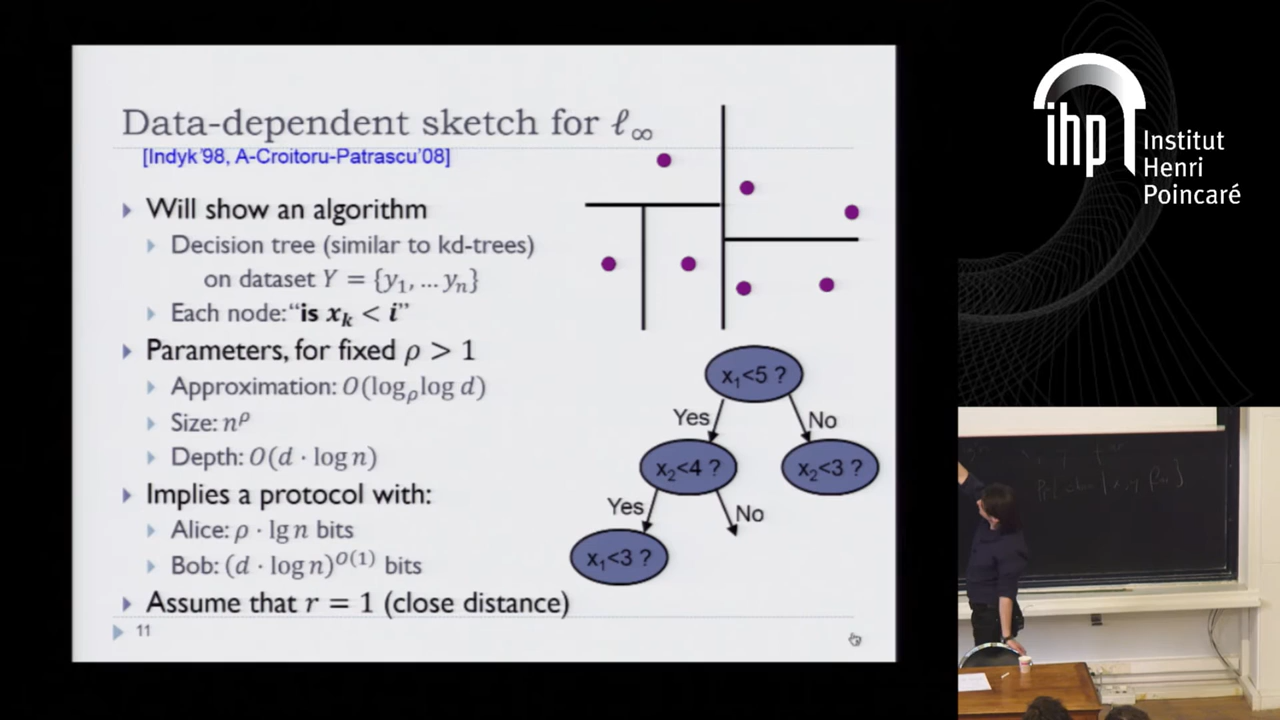 Data-dependent sketch for ℓ∞
[Indyk'98, A-Croitoru-Patrascu'08]
Will show an algorithm
Decision tree (similar to kd-trees)
on dataset Y = {y₁, … yₙ}
Each node: "is xₖ < i"
Parameters, for fixed ρ > 1
Approximation: O(log_ρ log d)
Size: n^ρ
Depth: O(d · log n)
Implies a protocol with:
Alice: ρ · lg n bits
Bob: (d · log n)^O(1) bits
Assume that r = 1 (close distance)
11
x₁<5 ?
Yes
No
x₂<4 ?
x₂<3 ?
Yes
No
x₁<3 ?
ihp
Institut
Henri
Poincaré